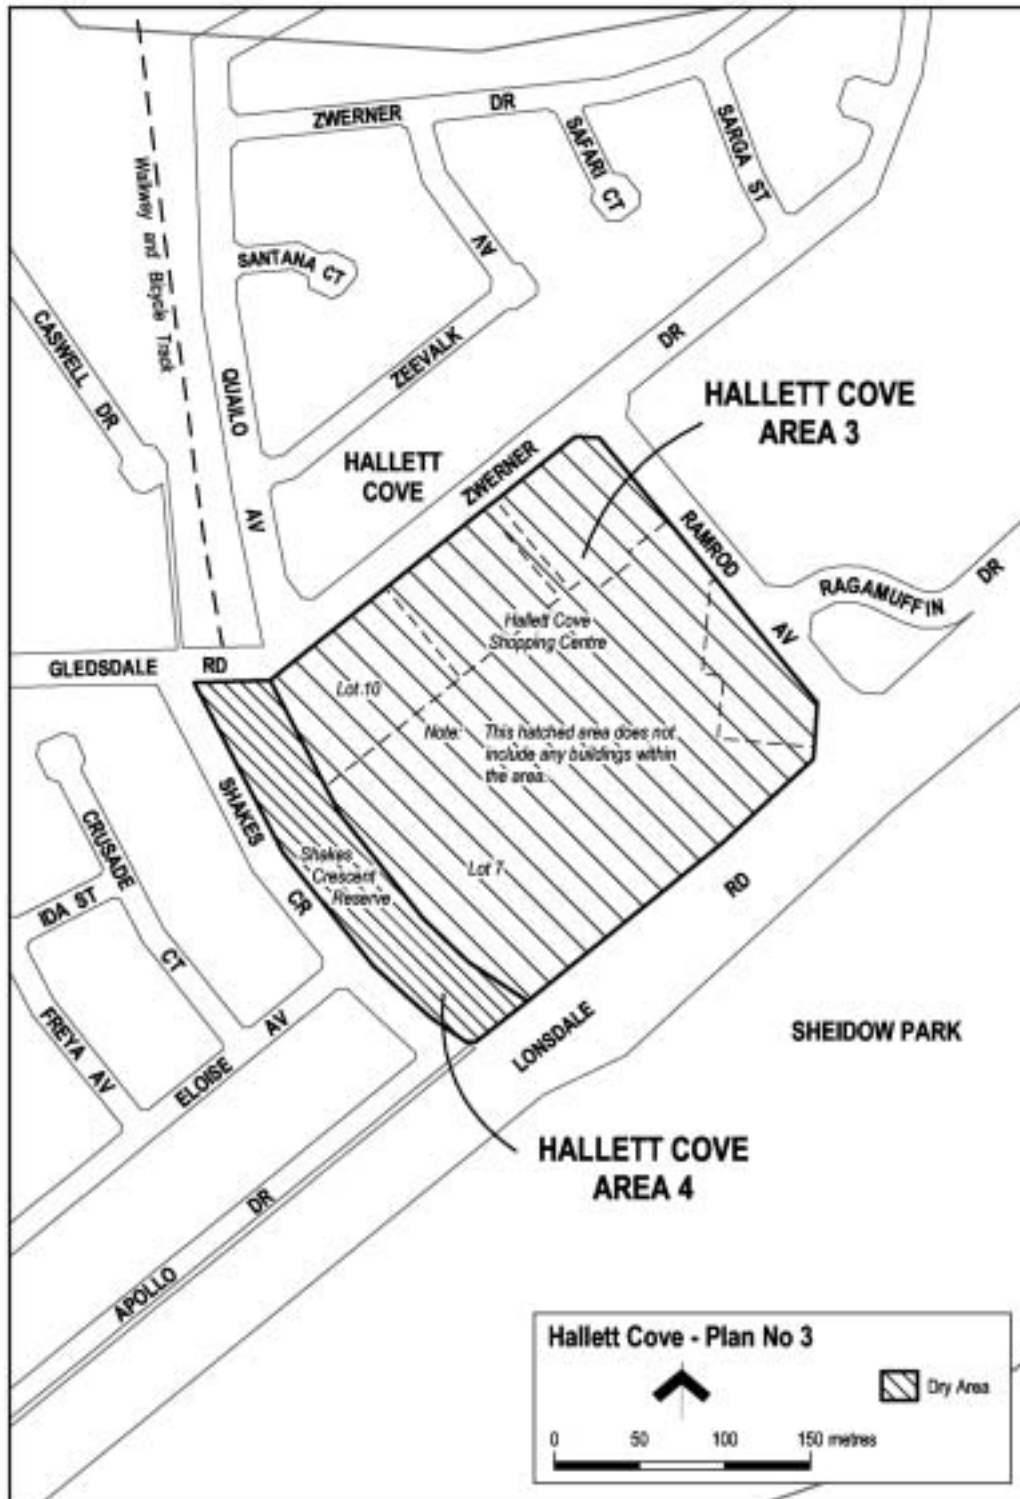 ZWERNER DR
SAFARI CT
SARGA ST
Walkway and Bicycle Track
AV
SANTANA CT
CASWELL DR
QUAILO AV
ZEEVALK
DR
HALLETT COVE
AREA 3
HALLETT
COVE
ZWERNER
RAMROD AV
RAGAMUFFIN
DR
Hallett Cove
Shopping Centre
GLEDSDALE RD
Lot 10
Note: This hatched area does not
include any buildings within
the area.
SHAKES CR
CRUSADE CT
Shakes
Crescent
Reserve
Lot 7
RD
IDA ST
FREYA AV
ELOISE AV
LONSDALE
SHEIDOW PARK
HALLETT COVE
AREA 4
APOLLO DR
Hallett Cove - Plan No 3
Dry Area
0 50 100 150 metres